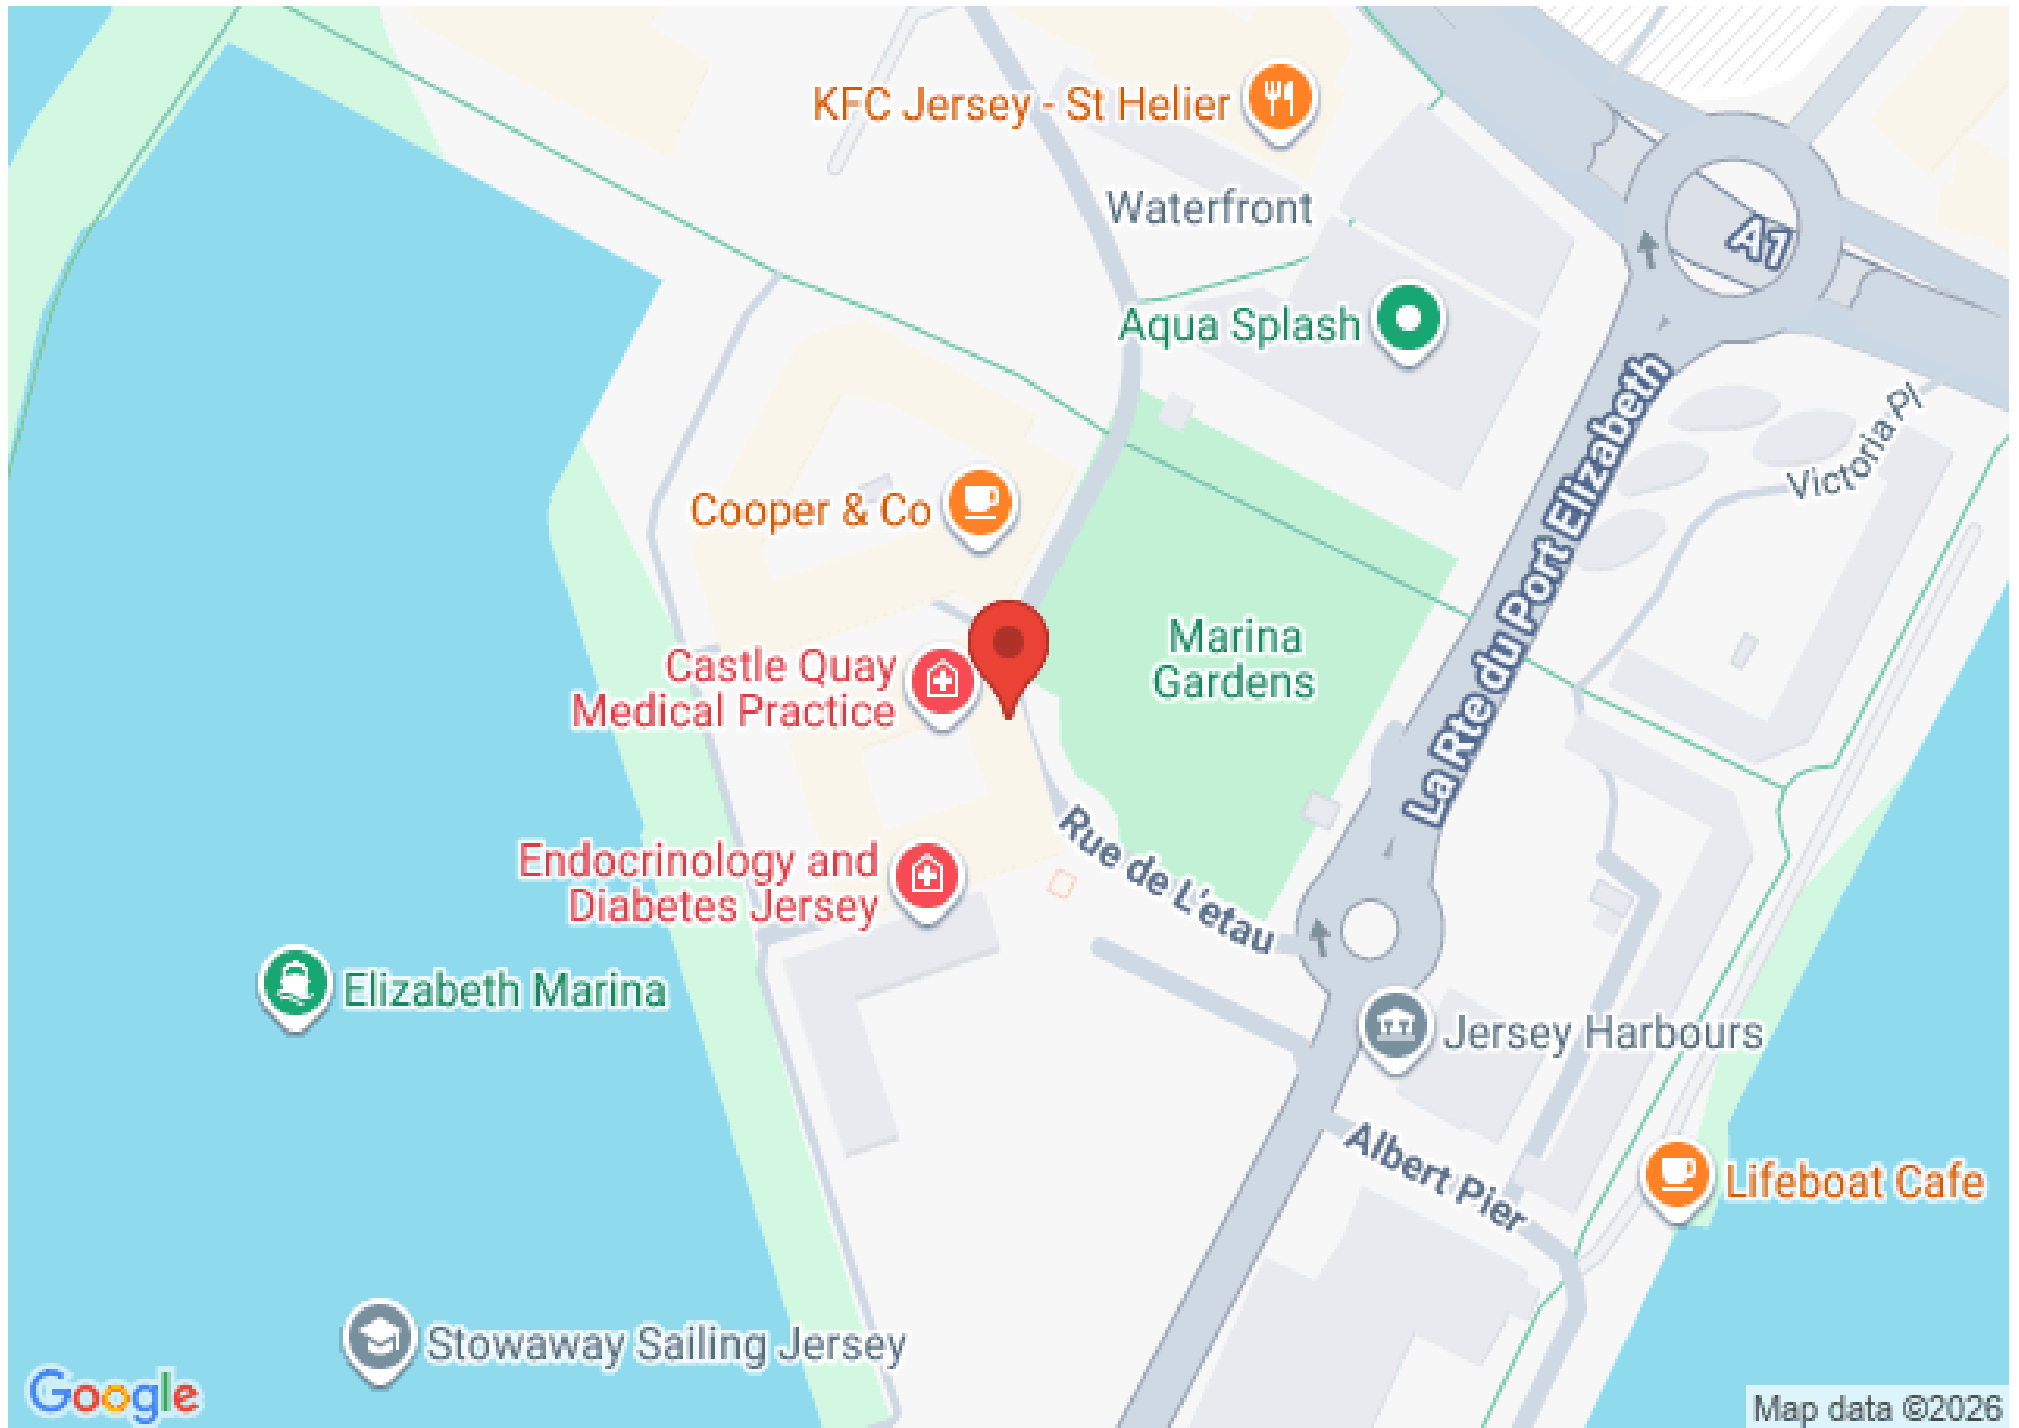 KFC Jersey - St Helier
Waterfront
A1
Aqua Splash
La Rte du Port Elizabeth
Victoria Pl
Cooper & Co
Marina
Gardens
Castle Quay
Medical Practice
Rue de L'etau
Endocrinology and
Diabetes Jersey
Elizabeth Marina
Jersey Harbours
Albert Pier
Lifeboat Cafe
Stowaway Sailing Jersey
Google
Map data ©2026